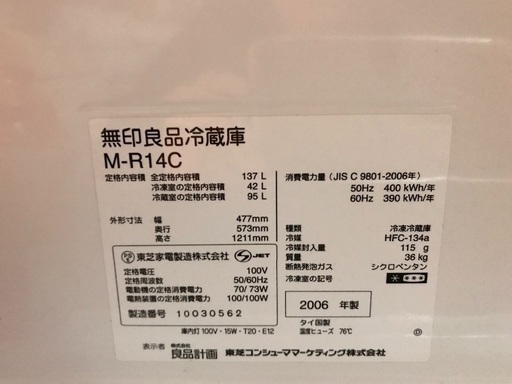 無印良品冷蔵庫
M-R14C
定格内容積 全定格内容積 137 L
冷凍室の定格内容積 42 L
冷蔵室の定格内容積 95 L
外形寸法 幅 477mm
奥行 573mm
高さ 1211mm
東芝家電製造株式会社 JET
定格電圧 100V
定格周波数 50/60Hz
電動機の定格消費電力 70/73W
電熱装置の定格消費電力 100/100W
製造番号 10030562
庫内灯 100V・15W・T20・E12
消費電力量 (JIS C 9801-2006年)
50Hz 400 kWh/年
60Hz 390 kWh/年
種類 冷凍冷蔵庫
冷媒 HFC-134a
冷媒封入量 115 g
質量 36 kg
断熱発泡ガス シクロペンタン
冷凍室の記号
2006 年製
タイ国製
温度ヒューズ 76℃
表示者 株式会社 良品計画 東芝コンシューママーケティング株式会社